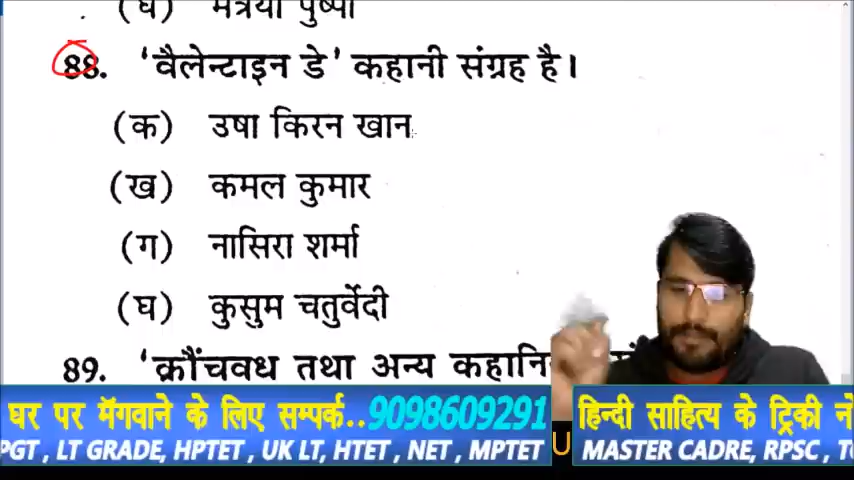 (घ) मैत्रेयी पुष्पा
88. 'वैलेन्टाइन डे' कहानी संग्रह है।
(क) उषा किरन खान
(ख) कमल कुमार
(ग) नासिरा शर्मा
(घ) कुसुम चतुर्वेदी
89. 'क्रौंचवध तथा अन्य
घर पर मॅगवाने के लिए सम्पर्क..9098609291 हिन्दी साहित्य के ट्रिकी
PGT , LT GRADE, HPTET , UK LT, HTET , NET , MPTET U MASTER CADRE, RPSC ,